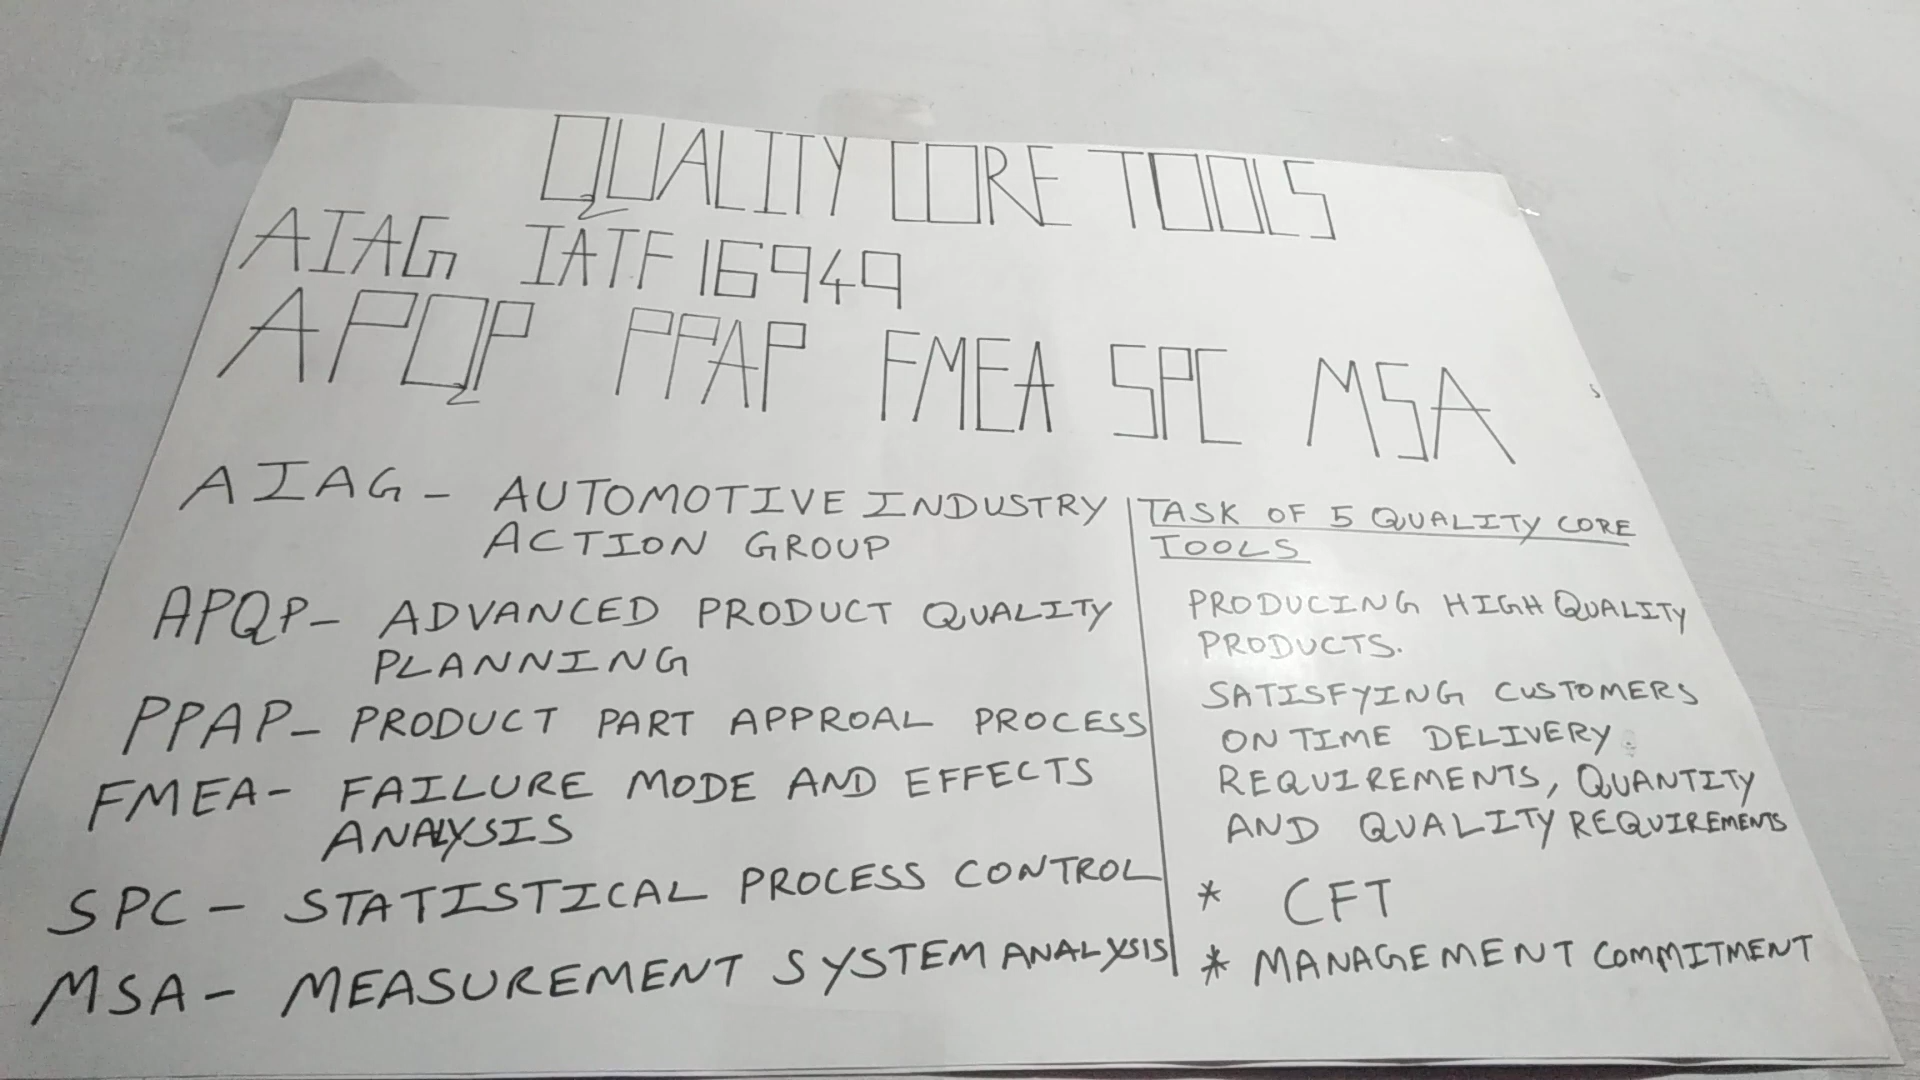 QUALITY CORE TOOLS
AIAG IATF 16949
APQP PPAP FMEA SPC MSA
AIAG - AUTOMOTIVE INDUSTRY
ACTION GROUP
APQP - ADVANCED PRODUCT QUALITY
PLANNING
PPAP - PRODUCT PART APPROAL PROCESS
FMEA - FAILURE MODE AND EFFECTS
ANALYSIS
SPC - STATISTICAL PROCESS CONTROL
MSA - MEASUREMENT SYSTEM ANALYSIS
TASK OF 5 QUALITY CORE
TOOLS
PRODUCING HIGH QUALITY
PRODUCTS.
SATISFYING CUSTOMERS
ON TIME DELIVERY.
REQUIREMENTS, QUANTITY
AND QUALITY REQUIREMENTS
* CFT
* MANAGEMENT COMMITMENT